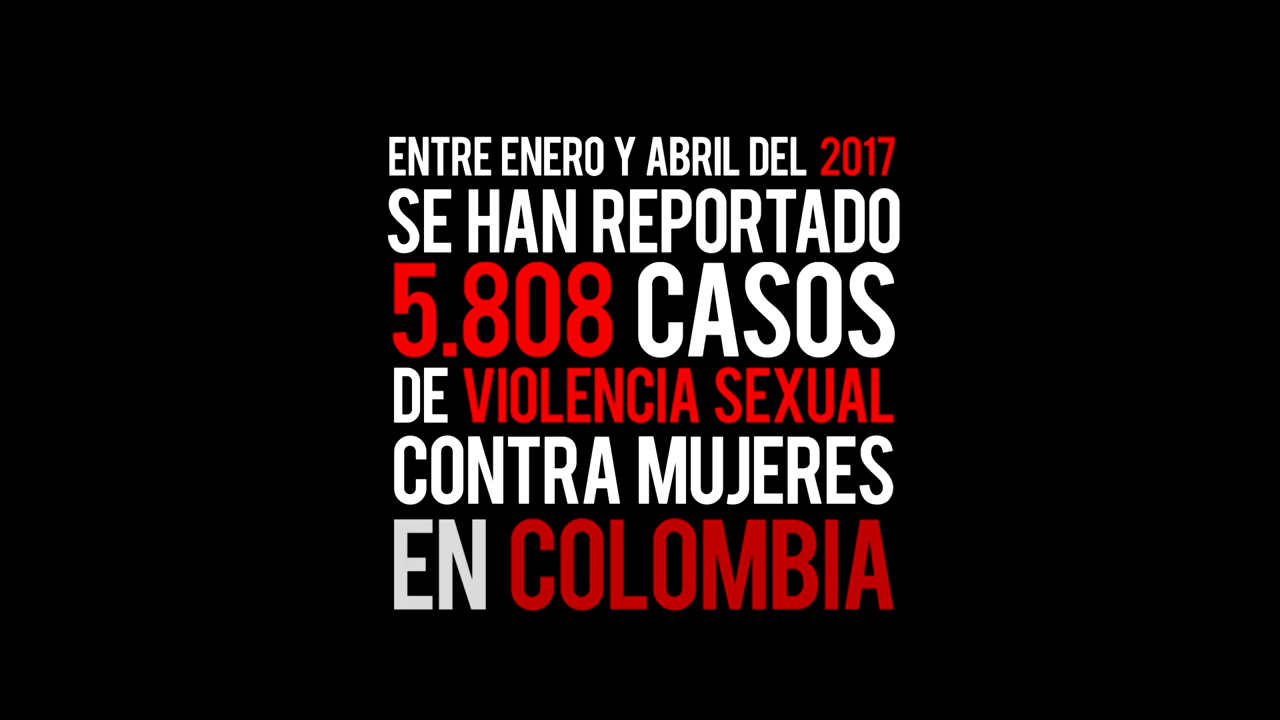 ENTRE ENERO Y ABRIL DEL 2017
SE HAN REPORTADO
5.808 CASOS
DE VIOLENCIA SEXUAL
CONTRA MUJERES
EN COLOMBIA